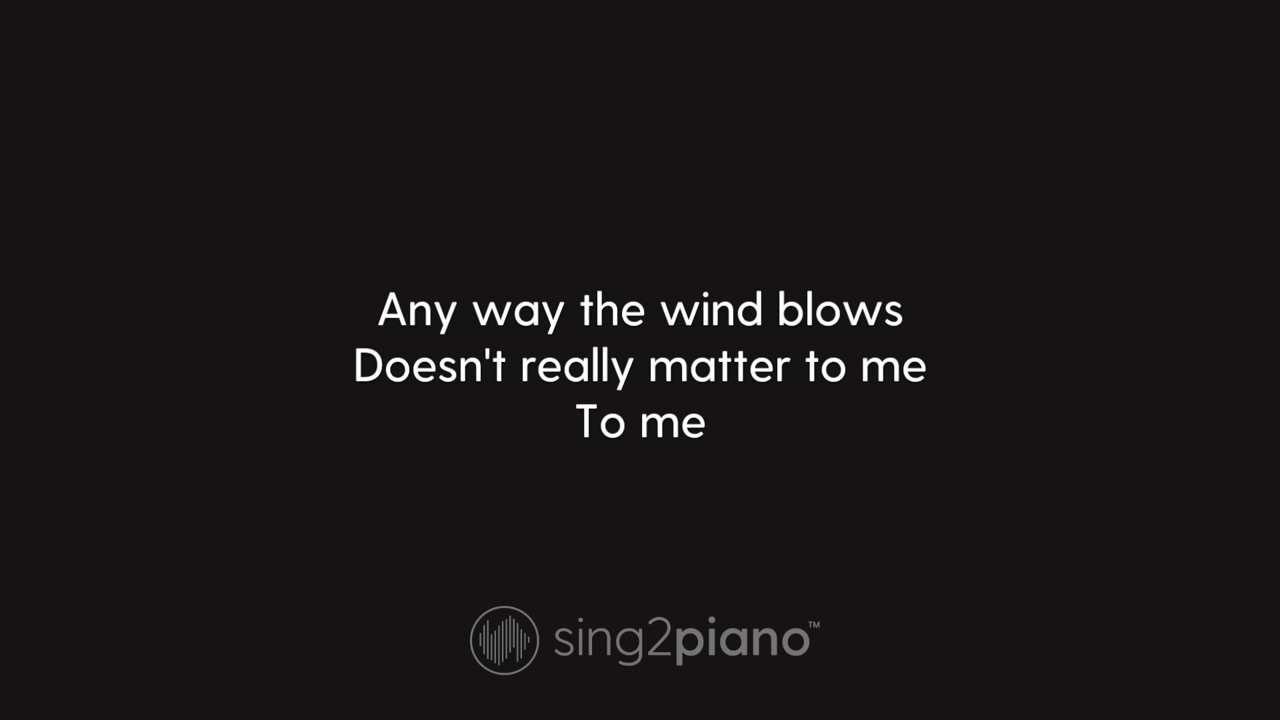 Any way the wind blows
Doesn't really matter to me
To me
sing2piano™